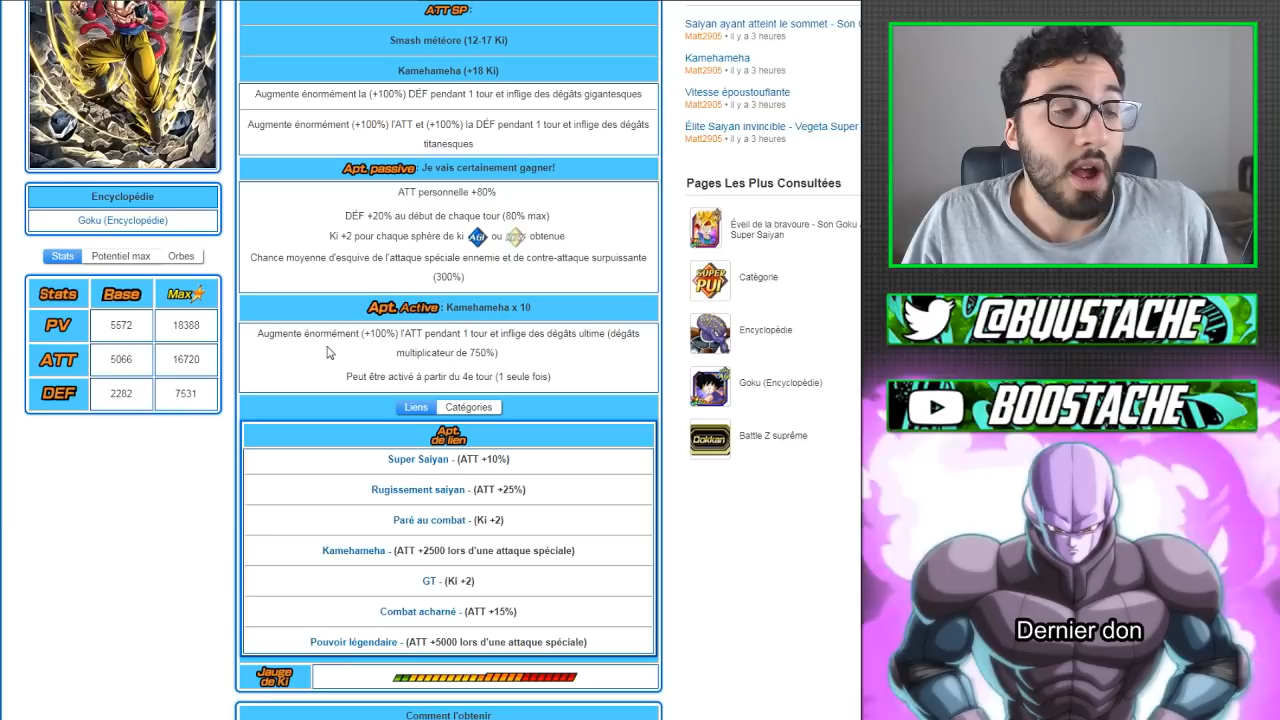 ATT SP:
Smash météore (12-17 Ki)
Kamehameha (+18 Ki)
Augmente énormément la (+100%) DÉF pendant 1 tour et inflige des dégâts gigantesques
Augmente énormément (+100%) l'ATT et (+100%) la DÉF pendant 1 tour et inflige des dégâts
titanesques
Apt. passive: Je vais certainement gagner!
ATT personnelle +80%
DÉF +20% au début de chaque tour (80% max)
Ki +2 pour chaque sphère de ki AGI ou obtenue
Chance moyenne d'esquive de l'attaque spéciale ennemie et de contre-attaque surpuissante
(300%)
Apt. Active: Kamehameha x 10
Augmente énormément (+100%) l'ATT pendant 1 tour et inflige des dégâts ultime (dégâts
multiplicateur de 750%)
Peut être activé à partir du 4e tour (1 seule fois)
Liens Catégories
Apt.
de lien
Super Saiyan - (ATT +10%)
Rugissement saiyan - (ATT +25%)
Paré au combat - (Ki +2)
Kamehameha - (ATT +2500 lors d'une attaque spéciale)
GT - (Ki +2)
Combat acharné - (ATT +15%)
Pouvoir légendaire - (ATT +5000 lors d'une attaque spéciale)
Jauge
de Ki
Comment l'obtenir
Encyclopédie
Goku (Encyclopédie)
Stats Potentiel max Orbes
Stats Base Max
PV 5572 18388
ATT 5066 16720
DEF 2282 7531
Saiyan ayant atteint le sommet - Son G
Matt2905 • il y a 3 heures
Kamehameha
Matt2905 • il y a 3 heures
Vitesse époustouflante
Matt2905 • il y a 3 heures
Élite Saiyan invincible - Vegeta Super
Matt2905 • il y a 3 heures
Pages Les Plus Consultées
Éveil de la bravoure - Son Goku
Super Saiyan
SUPER PUI
Catégorie
Encyclopédie
Goku (Encyclopédie)
Dokkan
Battle Z suprême
@BUUSTACHE
BOOSTACHE
Dernier don